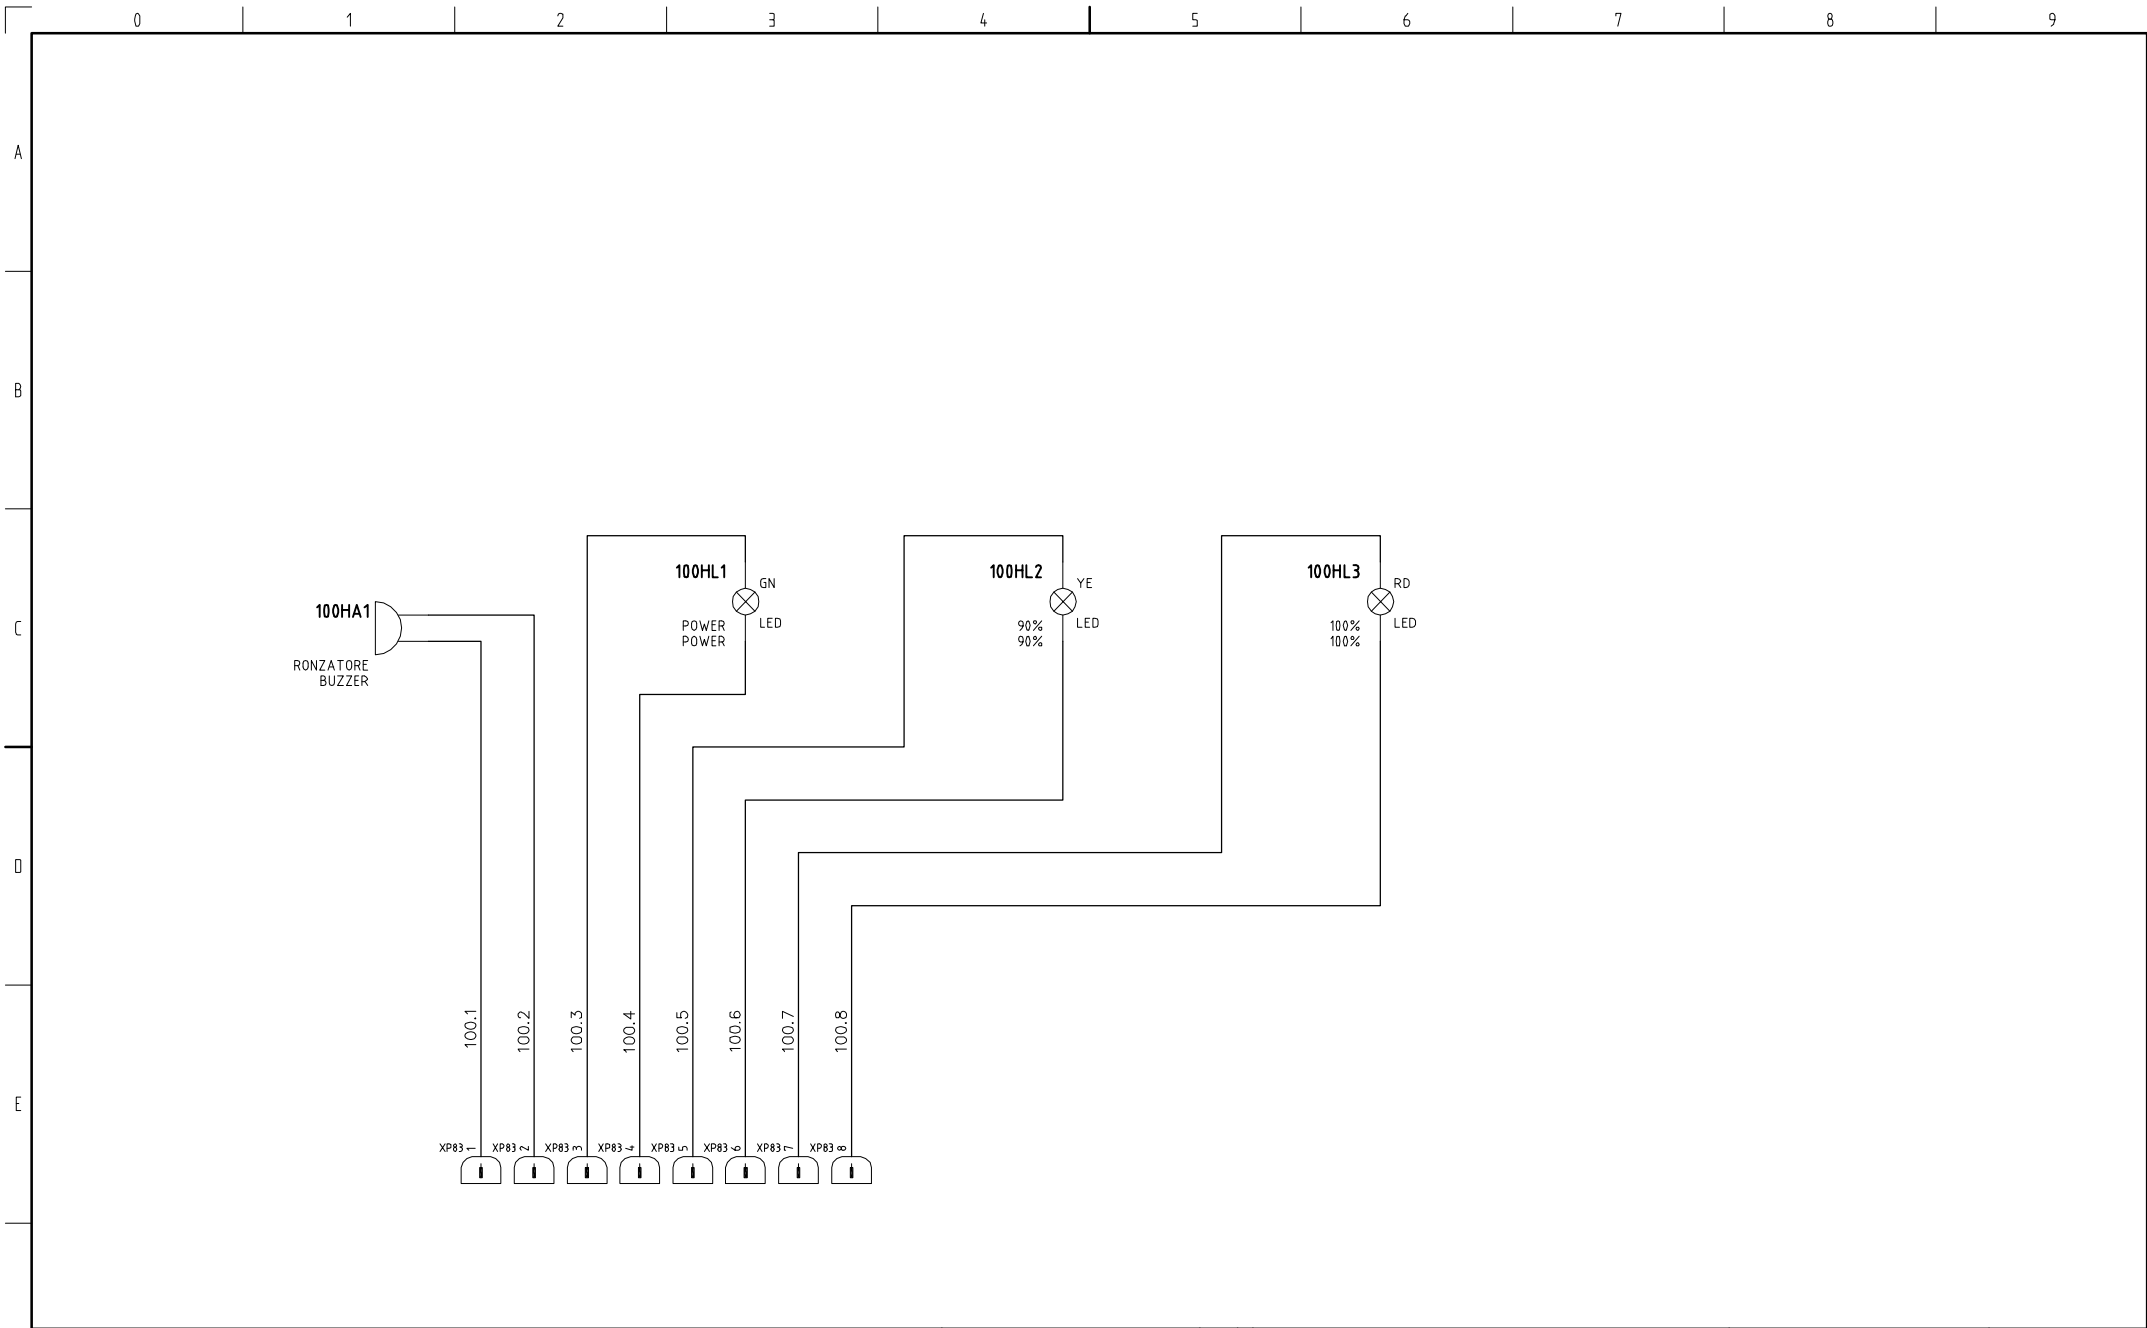 0 1 2 3 4 5 6 7 8 9
A
B
C
D
E
100HL1
GN
LED
POWER
POWER
100HL2
YE
LED
90%
90%
100HL3
RD
LED
100%
100%
100HA1
RONZATORE
BUZZER
100.1 100.2 100.3 100.4 100.5 100.6 100.7 100.8
XP83 1 XP83 2 XP83 3 XP83 4 XP83 5 XP83 6 XP83 7 XP83 8